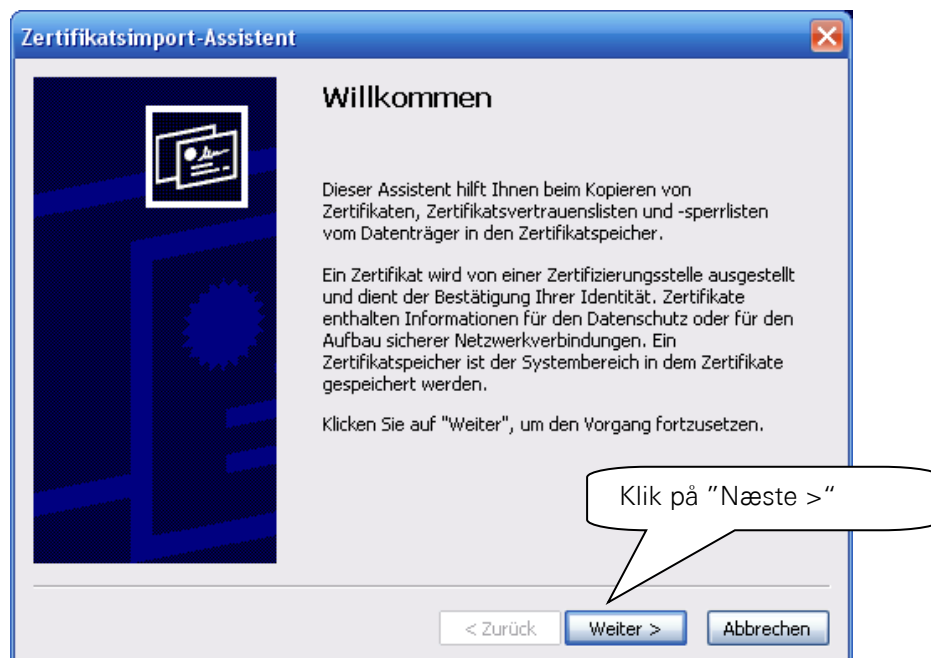 Zertifikatsimport-Assistent
Willkommen
Dieser Assistent hilft Ihnen beim Kopieren von
Zertifikaten, Zertifikatsvertrauenslisten und -sperrlisten
vom Datenträger in den Zertifikatspeicher.
Ein Zertifikat wird von einer Zertifizierungsstelle ausgestellt
und dient der Bestätigung Ihrer Identität. Zertifikate
enthalten Informationen für den Datenschutz oder für den
Aufbau sicherer Netzwerkverbindungen. Ein
Zertifikatspeicher ist der Systembereich in dem Zertifikate
gespeichert werden.
Klicken Sie auf "Weiter", um den Vorgang fortzusetzen.
Klik på ”Næste >“
< Zurück
Weiter >
Abbrechen